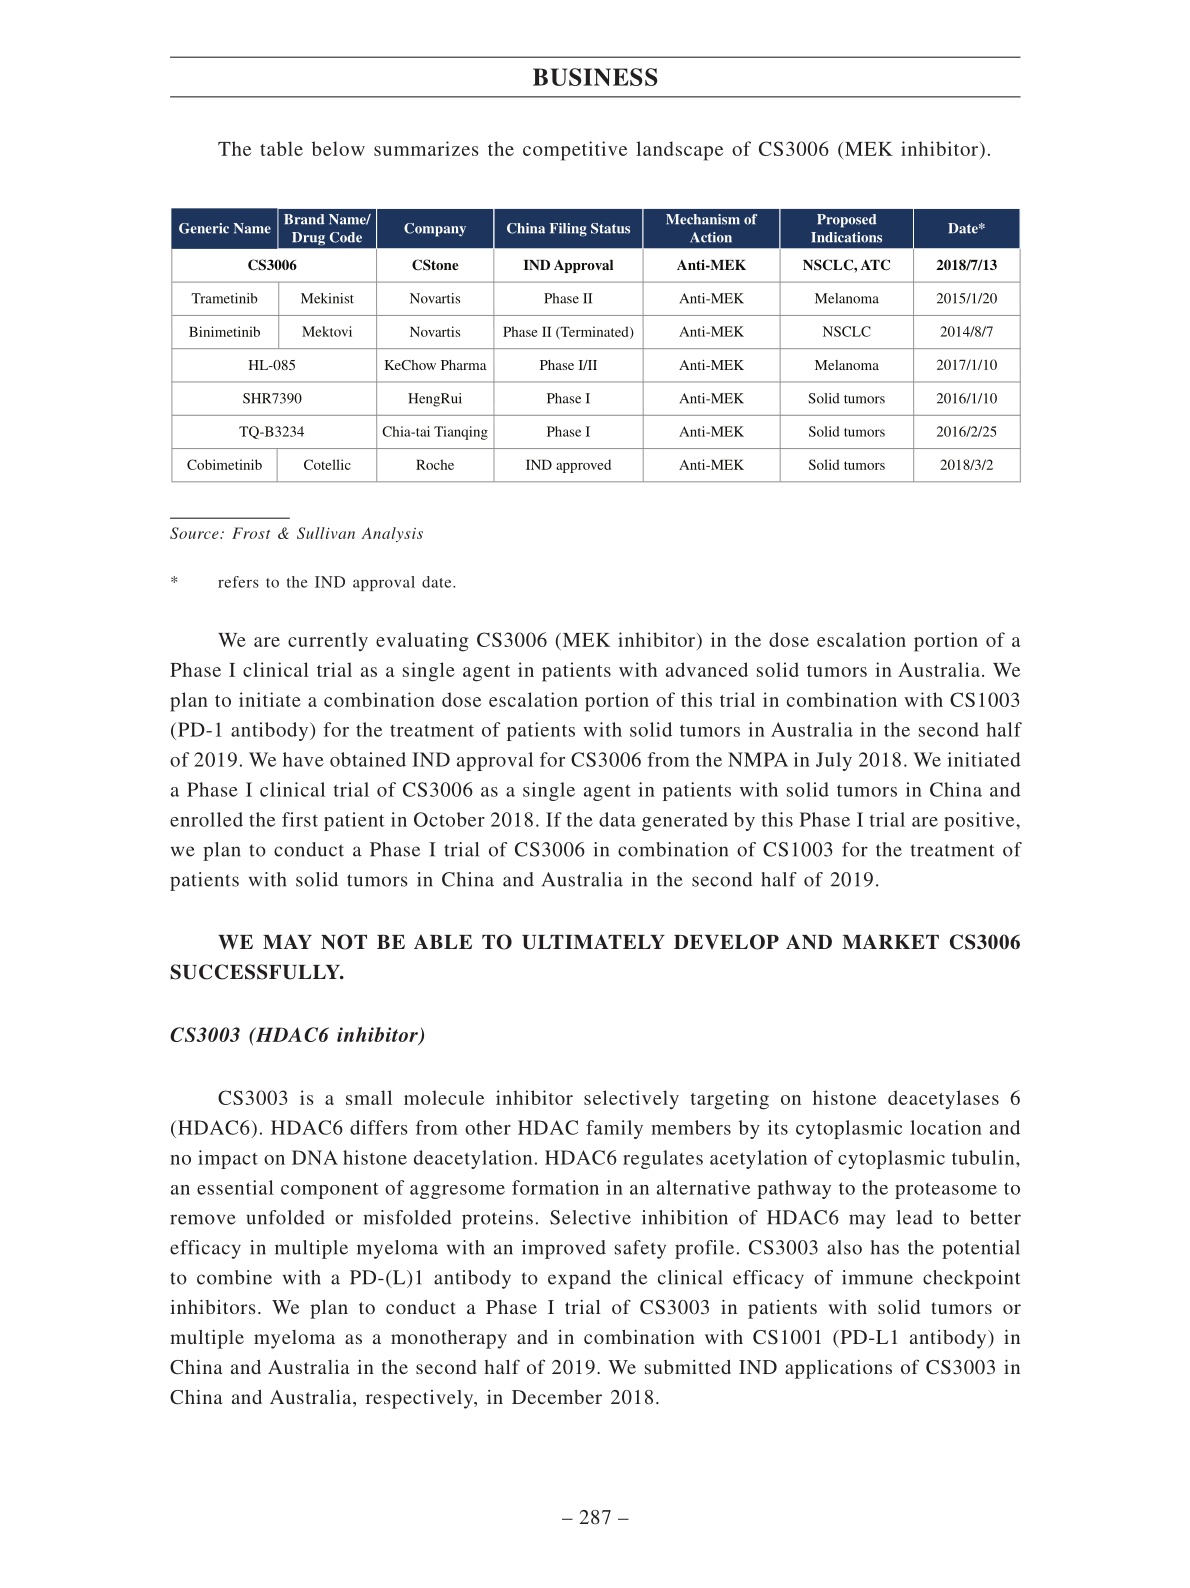 BUSINESS
The table below summarizes the competitive landscape of CS3006 (MEK inhibitor).
Generic Name Brand Name/ Drug Code Company China Filing Status Mechanism of Action Proposed Indications Date*
CS3006 CStone IND Approval Anti-MEK NSCLC, ATC 2018/7/13
Trametinib Mekinist Novartis Phase II Anti-MEK Melanoma 2015/1/20
Binimetinib Mektovi Novartis Phase II (Terminated) Anti-MEK NSCLC 2014/8/7
HL-085 KeChow Pharma Phase I/II Anti-MEK Melanoma 2017/1/10
SHR7390 HengRui Phase I Anti-MEK Solid tumors 2016/1/10
TQ-B3234 Chia-tai Tianqing Phase I Anti-MEK Solid tumors 2016/2/25
Cobimetinib Cotellic Roche IND approved Anti-MEK Solid tumors 2018/3/2
Source: Frost & Sullivan Analysis
* refers to the IND approval date.
We are currently evaluating CS3006 (MEK inhibitor) in the dose escalation portion of a
Phase I clinical trial as a single agent in patients with advanced solid tumors in Australia. We
plan to initiate a combination dose escalation portion of this trial in combination with CS1003
(PD-1 antibody) for the treatment of patients with solid tumors in Australia in the second half
of 2019. We have obtained IND approval for CS3006 from the NMPA in July 2018. We initiated
a Phase I clinical trial of CS3006 as a single agent in patients with solid tumors in China and
enrolled the first patient in October 2018. If the data generated by this Phase I trial are positive,
we plan to conduct a Phase I trial of CS3006 in combination of CS1003 for the treatment of
patients with solid tumors in China and Australia in the second half of 2019.
WE MAY NOT BE ABLE TO ULTIMATELY DEVELOP AND MARKET CS3006
SUCCESSFULLY.
CS3003 (HDAC6 inhibitor)
CS3003 is a small molecule inhibitor selectively targeting on histone deacetylases 6
(HDAC6). HDAC6 differs from other HDAC family members by its cytoplasmic location and
no impact on DNA histone deacetylation. HDAC6 regulates acetylation of cytoplasmic tubulin,
an essential component of aggresome formation in an alternative pathway to the proteasome to
remove unfolded or misfolded proteins. Selective inhibition of HDAC6 may lead to better
efficacy in multiple myeloma with an improved safety profile. CS3003 also has the potential
to combine with a PD-(L)1 antibody to expand the clinical efficacy of immune checkpoint
inhibitors. We plan to conduct a Phase I trial of CS3003 in patients with solid tumors or
multiple myeloma as a monotherapy and in combination with CS1001 (PD-L1 antibody) in
China and Australia in the second half of 2019. We submitted IND applications of CS3003 in
China and Australia, respectively, in December 2018.
– 287 –